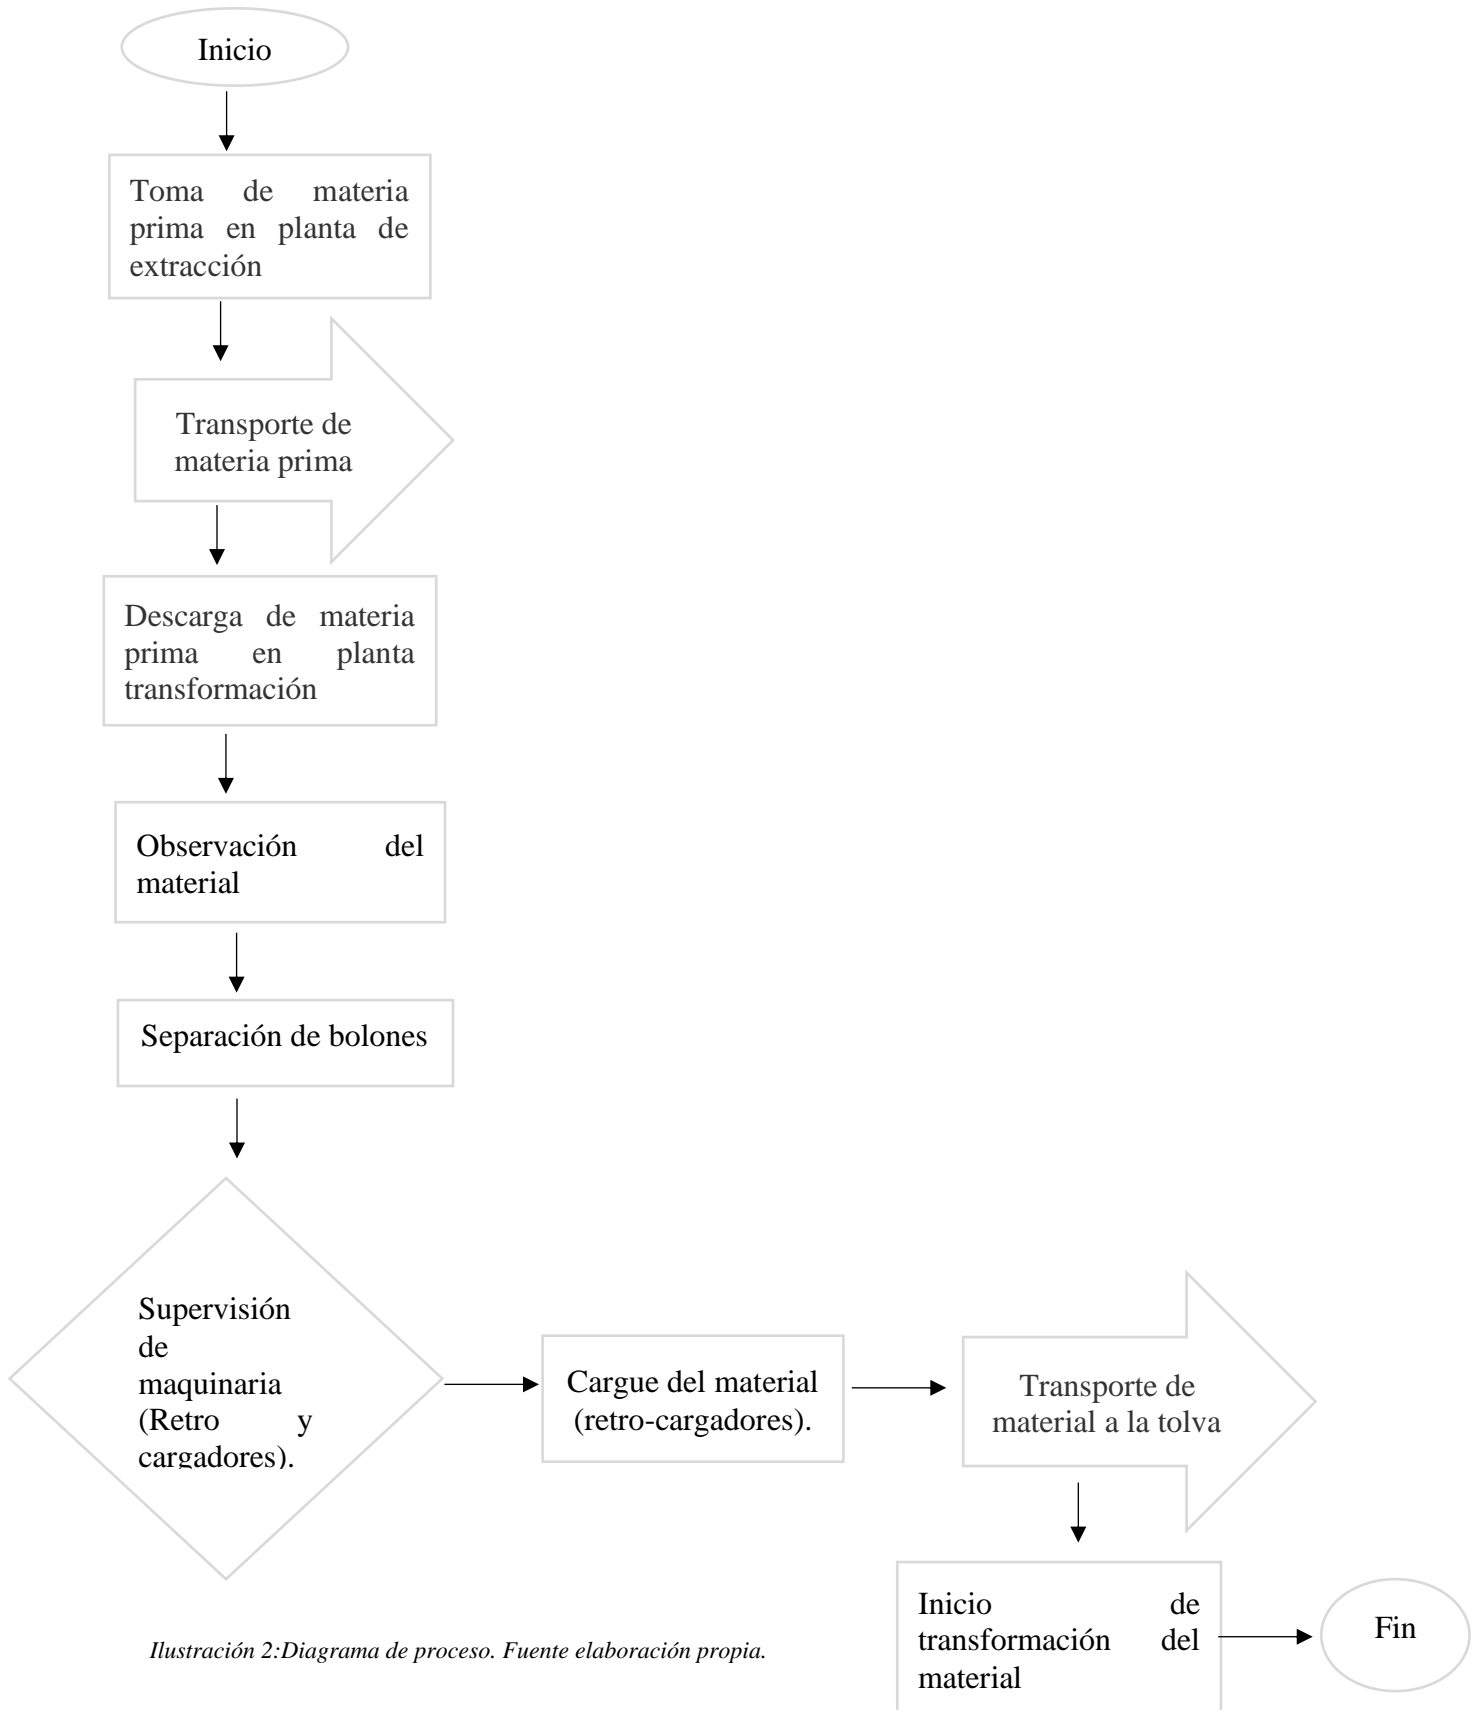 Inicio
Toma de materia
prima en planta de
extracción
Transporte de
materia prima
Descarga de materia
prima en planta
transformación
Observación del
material
Separación de bolones
Supervisión
de
maquinaria
(Retro y
cargadores).
Cargue del material
(retro-cargadores).
Transporte de
material a la tolva
Inicio de
transformación del
material
Fin
Ilustración 2:Diagrama de proceso. Fuente elaboración propia.